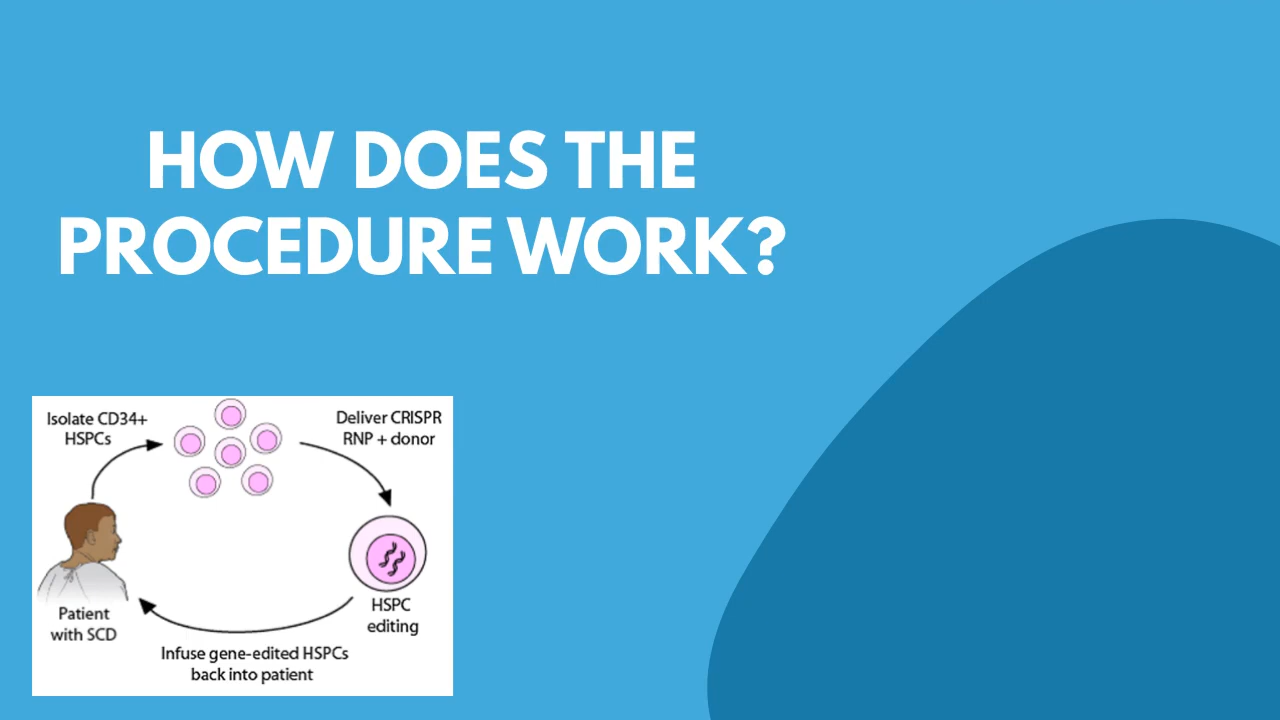 HOW DOES THE
PROCEDURE WORK?
Isolate CD34+
HSPCs
Deliver CRISPR
RNP + donor
HSPC
editing
Patient
with SCD
Infuse gene-edited HSPCs
back into patient